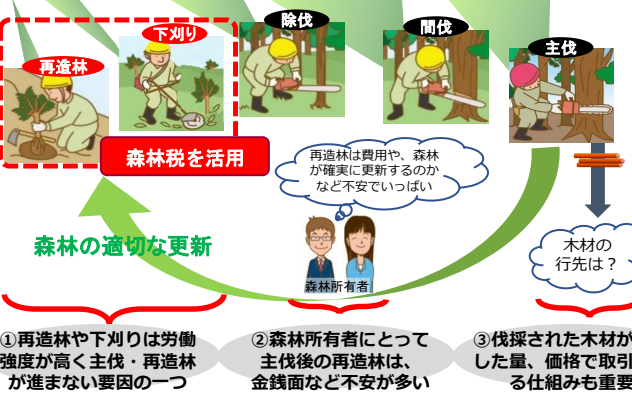 除伐
間伐
下刈り
主伐
再造林
森林税を活用
再造林は費用や、森林
が確実に更新するのか
など不安でいっぱい
森林の適切な更新
木材の
行先は？
森林所有者
①再造林や下刈りは労働
強度が高く主伐・再造林
が進まない要因の一つ
②森林所有者にとって
主伐後の再造林は、
金銭面など不安が多い
③伐採された木材が
した量、価格で取引
る仕組みも重要